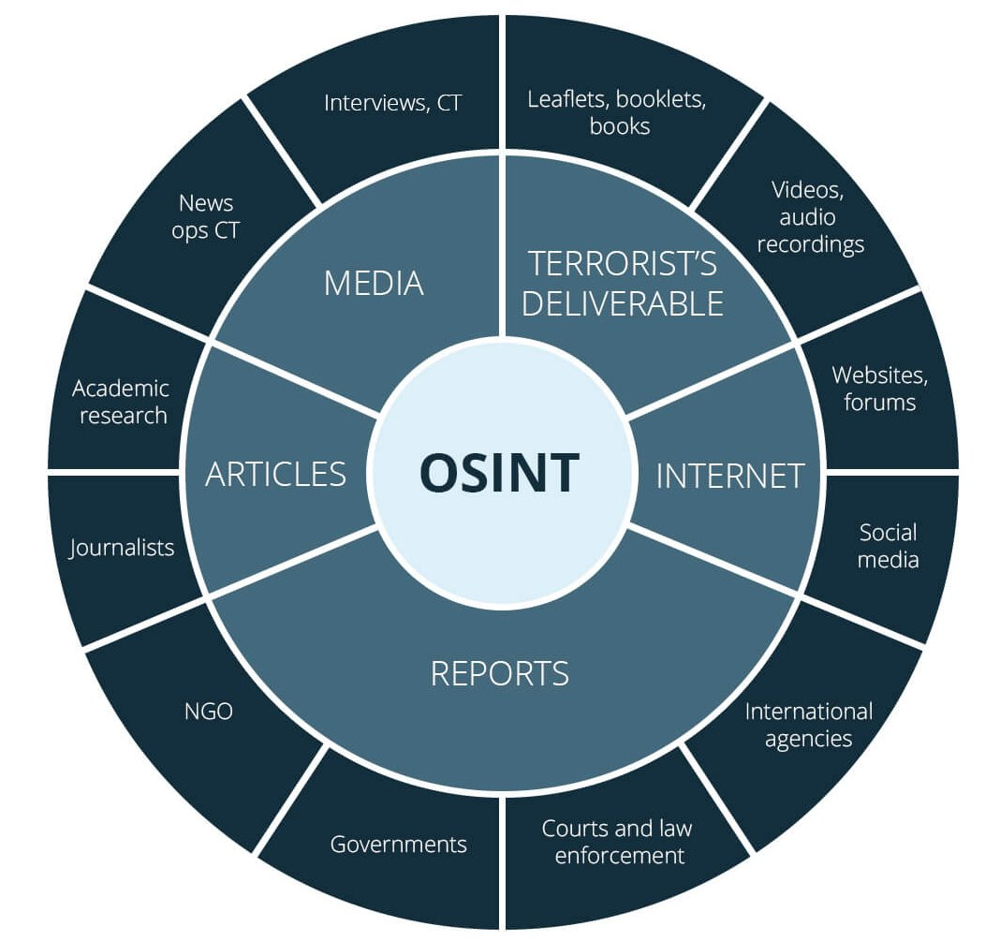 Interviews, CT
Leaflets, booklets,
books
News
ops CT
Videos,
audio
recordings
MEDIA
TERRORIST’S
DELIVERABLE
Academic
research
Websites,
forums
ARTICLES
OSINT
INTERNET
Journalists
Social
media
REPORTS
NGO
International
agencies
Governments
Courts and law
enforcement